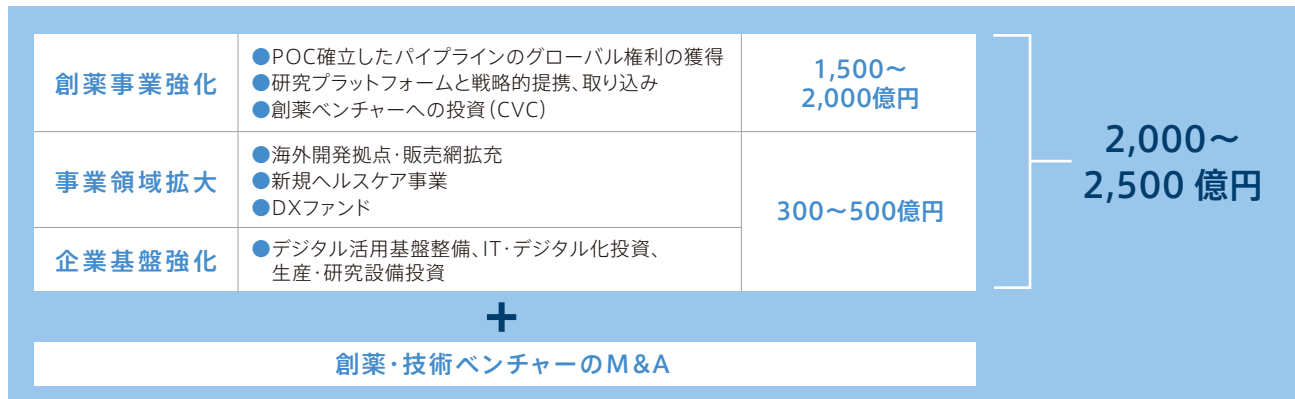 創薬事業強化
●POC確立したパイプラインのグローバル権利の獲得
●研究プラットフォームと戦略的提携、取り込み
●創薬ベンチャーへの投資（CVC）
1,500～
2,000億円
事業領域拡大
●海外開発拠点・販売網拡充
●新規ヘルスケア事業
●DXファンド
300～500億円
企業基盤強化
●デジタル活用基盤整備、IT・デジタル化投資、
生産・研究設備投資
2,000～
2,500 億円
+
創薬・技術ベンチャーのM&A